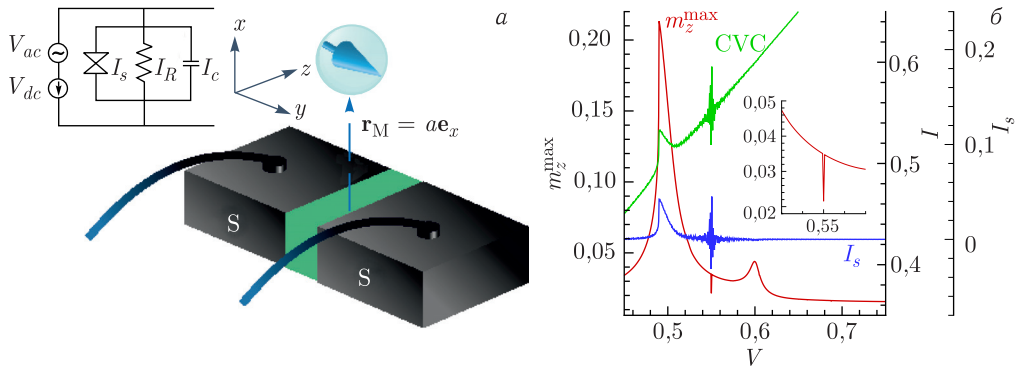 а
V_ac
V_dc
I_s
I_R
I_c
x
z
y
r_M = ae_x
S
S
б
m_z^max
CVC
I_s
m_z^max
0,20
0,15
0,10
0,05
0,5
0,6
0,7
V
0,6
0,5
0,4
I
0,2
0,1
0
I_s
0,05
0,04
0,03
0,02
0,55